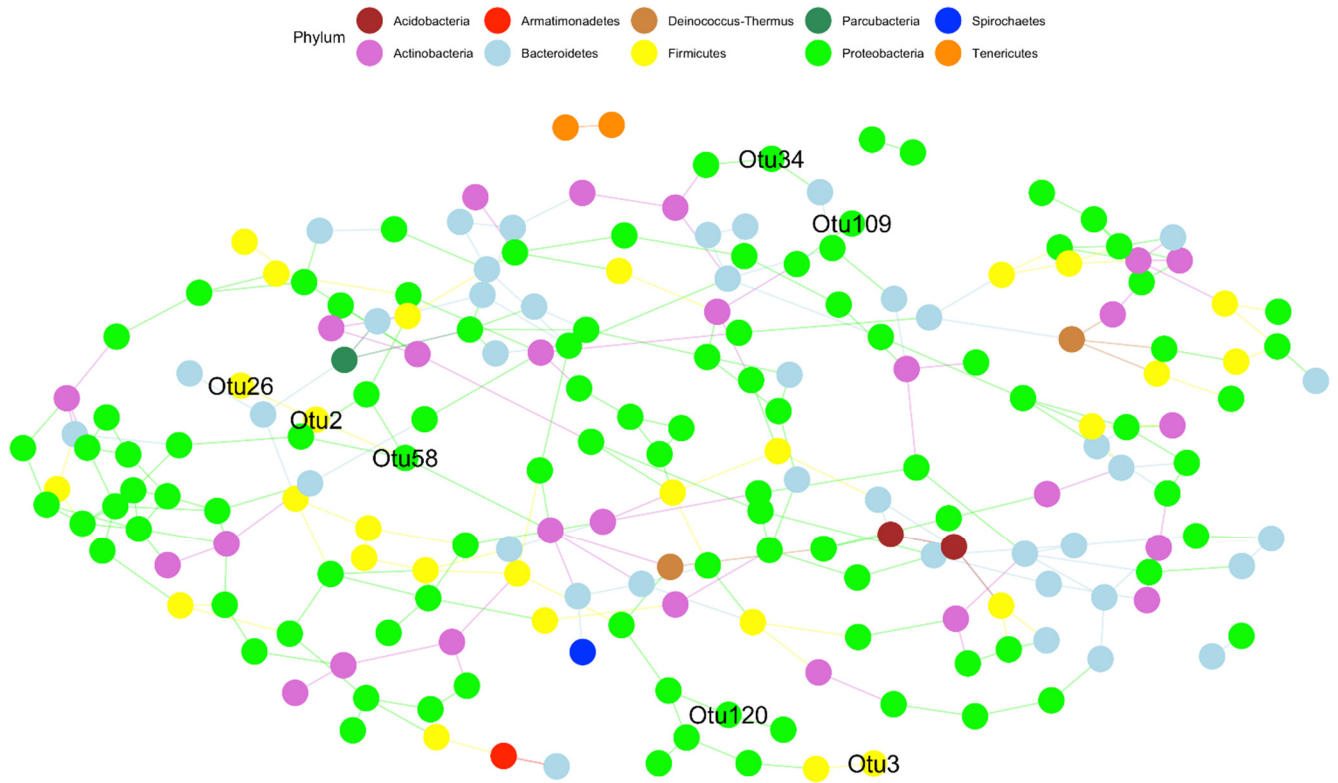 Phylum
Acidobacteria Armatimonadetes Deinococcus-Thermus Parcubacteria Spirochaetes
Actinobacteria Bacteroidetes Firmicutes Proteobacteria Tenericutes
Otu34
Otu109
Otu26
Otu2
Otu58
Otu120
Otu3